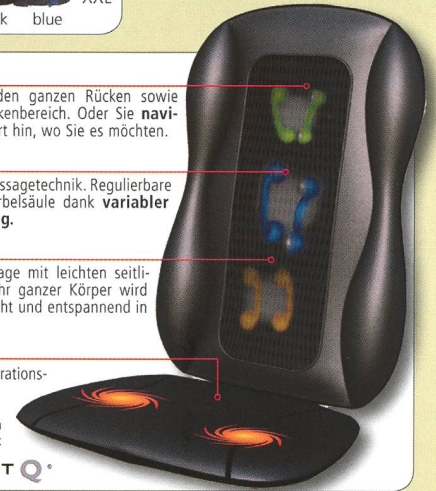 XXL
k blue
den ganzen Rücken sowie
kenbereich. Oder Sie navi-
rt hin, wo Sie es möchten.
ssagetechnik. Regulierbare
rbelsäule dank variabler
g.
age mit leichten seitli-
hr ganzer Körper wird
ht und entspannend in
rations-
T Q